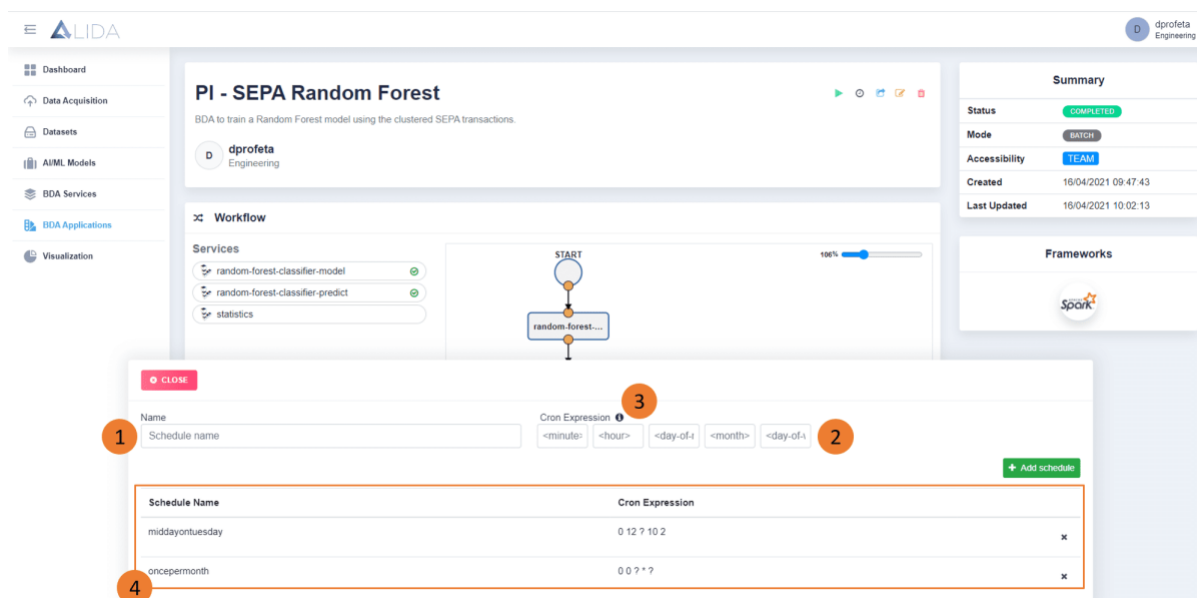 ALIDA
D
dprofeta
Engineering
Dashboard
Data Acquisition
Datasets
AI/ML Models
BDA Services
BDA Applications
Visualization
PI - SEPA Random Forest
BDA to train a Random Forest model using the clustered SEPA transactions.
D
dprofeta
Engineering
Summary
Status COMPLETED
Mode BATCH
Accessibility TEAM
Created 16/04/2021 09:47:43
Last Updated 16/04/2021 10:02:13
Workflow
Services
random-forest-classifier-model
random-forest-classifier-predict
statistics
START
106%
random-forest-...
Frameworks
Spark
CLOSE
3
Name
Cron Expression
1
Schedule name
<minute>
<hour>
<day-of-r
<month>
<day-of-v
2
+ Add schedule
Schedule Name Cron Expression
middayontuesday 0 12 ? 10 2
oncepermonth 0 0 ? * ?
4